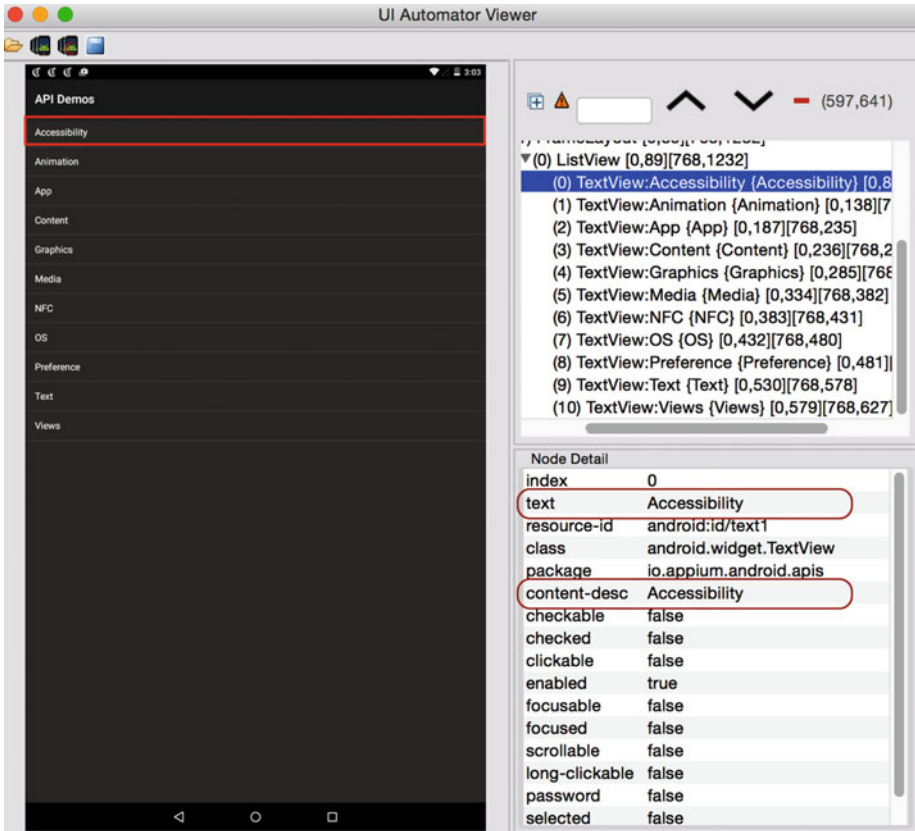 UI Automator Viewer
3:03
API Demos
Accessibility
Animation
App
Content
Graphics
Media
NFC
OS
Preference
Text
Views
(597,641)
(0) ListView [0,89][768,1232]
(0) TextView:Accessibility {Accessibility} [0,8
(1) TextView:Animation {Animation} [0,138][7
(2) TextView:App {App} [0,187][768,235]
(3) TextView:Content {Content} [0,236][768,2
(4) TextView:Graphics {Graphics} [0,285][768
(5) TextView:Media {Media} [0,334][768,382]
(6) TextView:NFC {NFC} [0,383][768,431]
(7) TextView:OS {OS} [0,432][768,480]
(8) TextView:Preference {Preference} [0,481][
(9) TextView:Text {Text} [0,530][768,578]
(10) TextView:Views {Views} [0,579][768,627]
Node Detail
index 0
text Accessibility
resource-id android:id/text1
class android.widget.TextView
package io.appium.android.apis
content-desc Accessibility
checkable false
checked false
clickable false
enabled true
focusable false
focused false
scrollable false
long-clickable false
password false
selected false